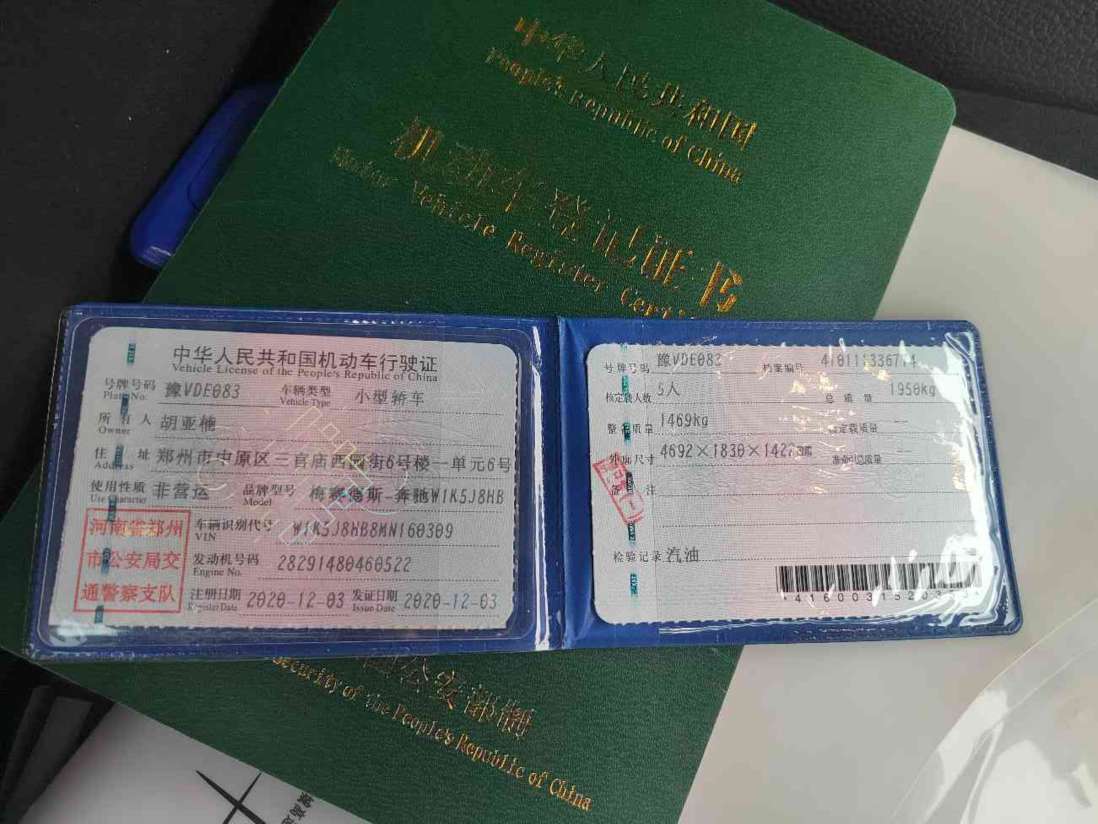 中华人民共和国
People's Republic of China
机动车登记证书
Motor Vehicle Register
中华人民共和国机动车行驶证
Vehicle License of the People's Republic of China
号牌号码 豫VDE083 车辆类型 小型轿车
Plate No. Vehicle Type
所有人 胡亚
Owner
住址 郑州市中原区三官庙西 街6号楼一单元6号
Address
使用性质 非营运 品牌型号 梅赛德斯-奔驰W1K5J8HB
Use Character Model
河南省郑州
市公安局交
通警察支队
车辆识别代号 W1K5J8HB8MN160309
VIN
发动机号码 28291480460522
Engine No.
注册日期 2020-12-03 发证日期 2020-12-03
Register Date Issue Date
号牌号码 豫VDE083 档案编号
核定载人数 5人 总质量 1950kg
整备质量 1469kg 核定载质量 --
外廓尺寸 4692×1830×1422mm 准牵引总质量 --
备注
检验记录 汽油
公安部制
Security of the People's Republic of China